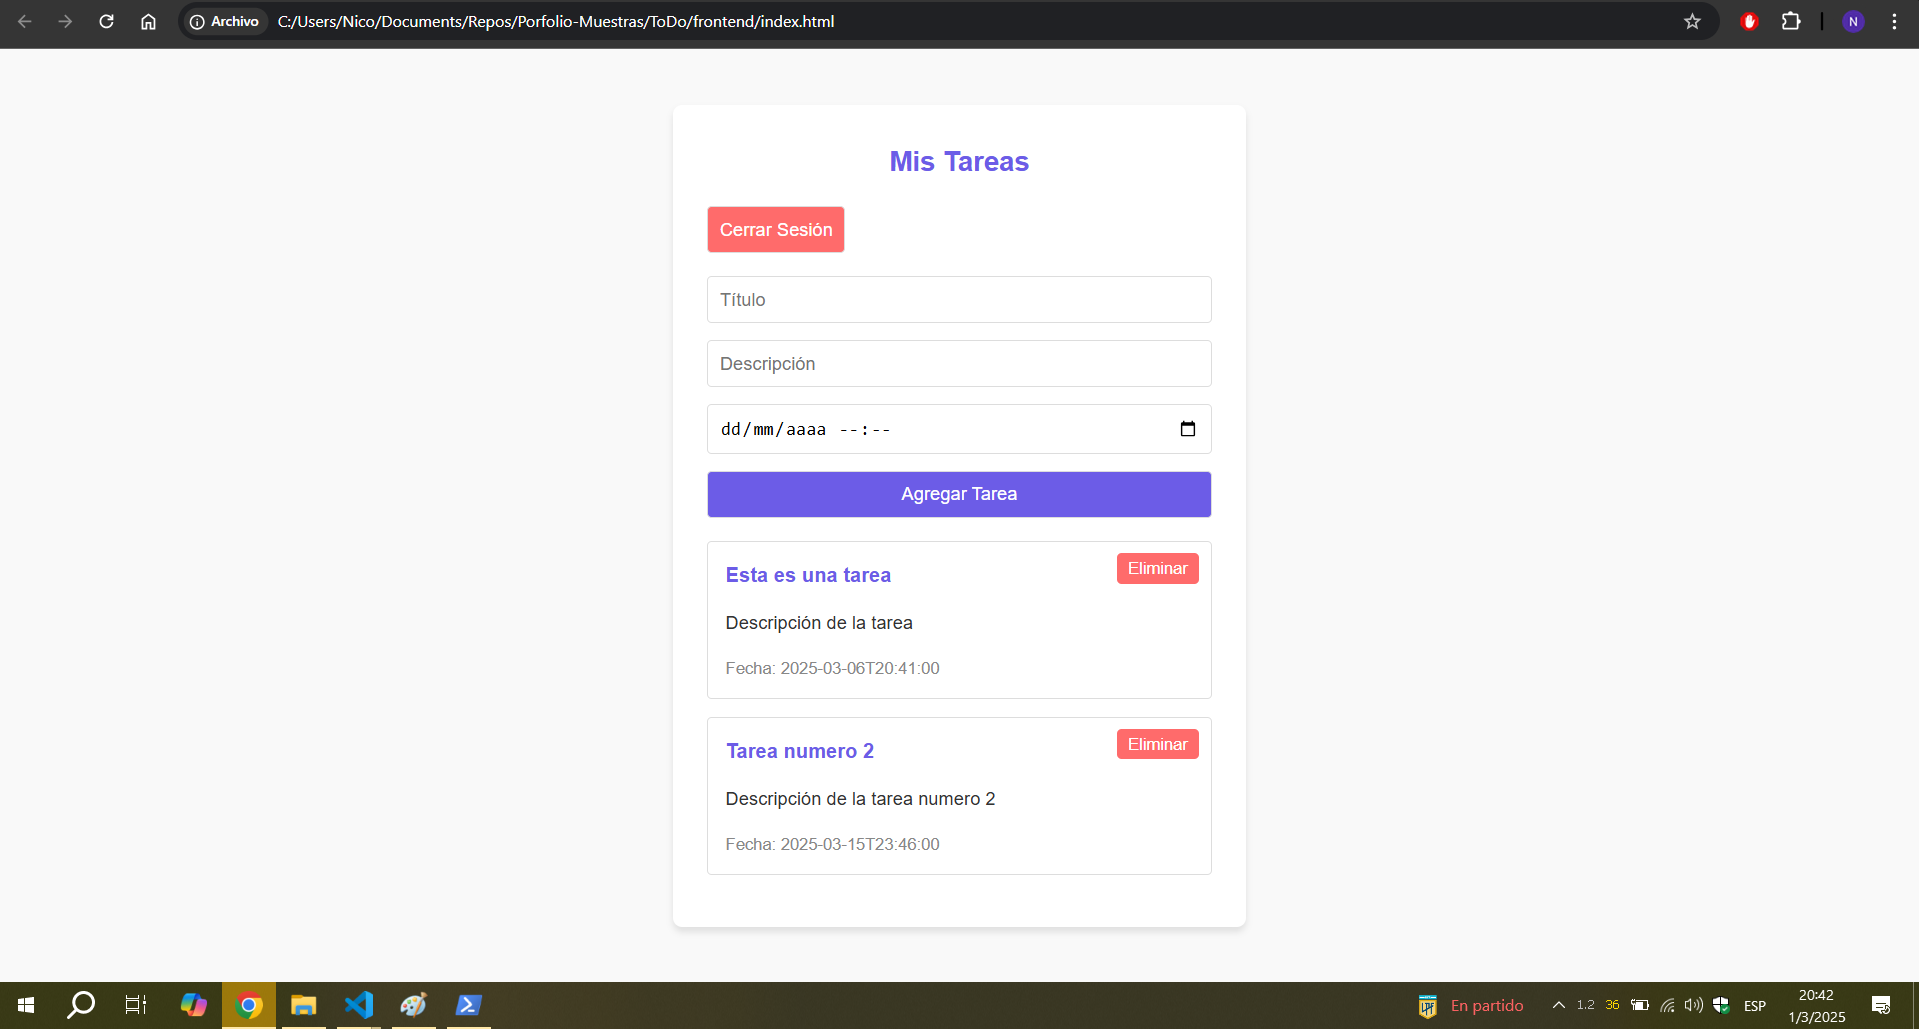 Archivo C:/Users/Nico/Documents/Repos/Porfolio-Muestras/ToDo/frontend/index.html N
Mis Tareas
Cerrar Sesión
Título
Descripción
dd/mm/aaaa --:--
Agregar Tarea
Esta es una tarea
Eliminar
Descripción de la tarea
Fecha: 2025-03-06T20:41:00
Tarea numero 2
Eliminar
Descripción de la tarea numero 2
Fecha: 2025-03-15T23:46:00
En partido 1.2 36 ESP
20:42
1/3/2025